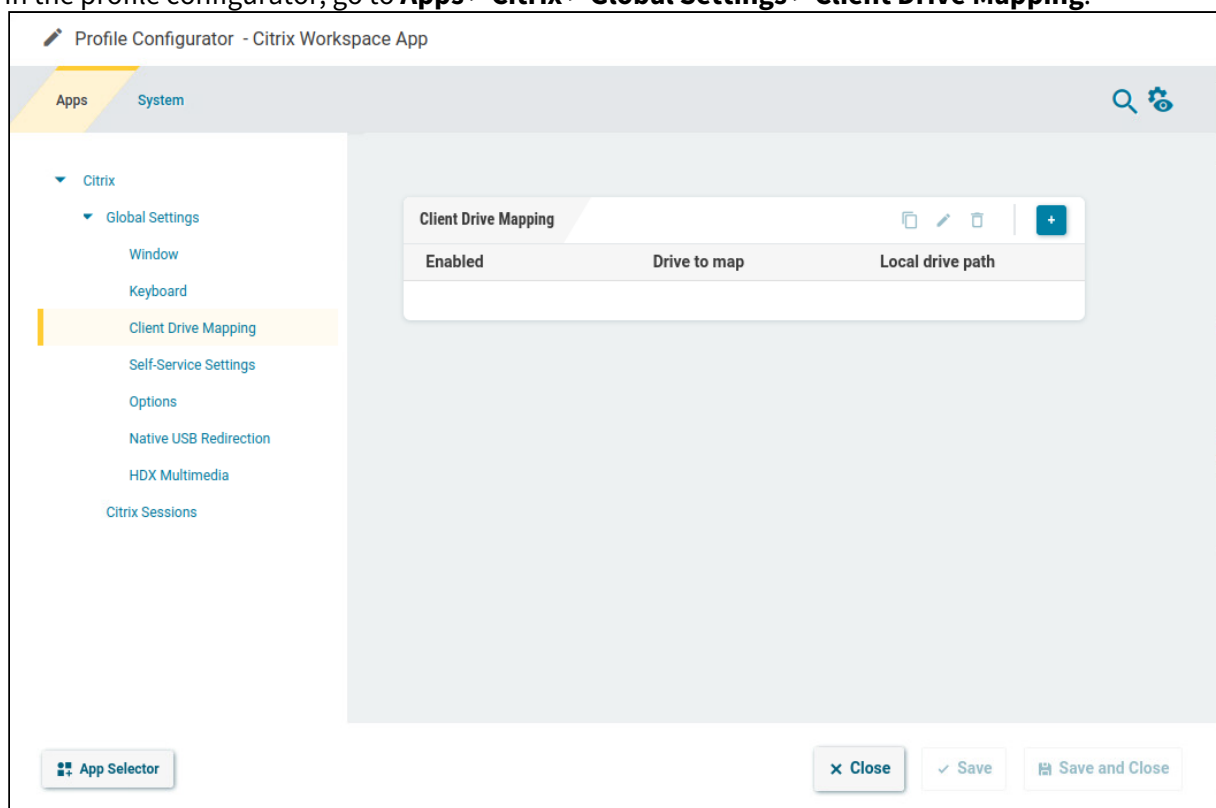 in the profile configurator, go to Apps > Citrix > Global Settings > Client Drive Mapping.
Profile Configurator - Citrix Workspace App
Apps
System
Citrix
Global Settings
Window
Keyboard
Client Drive Mapping
Self-Service Settings
Options
Native USB Redirection
HDX Multimedia
Citrix Sessions
Client Drive Mapping
Enabled Drive to map Local drive path
App Selector
Close Save Save and Close